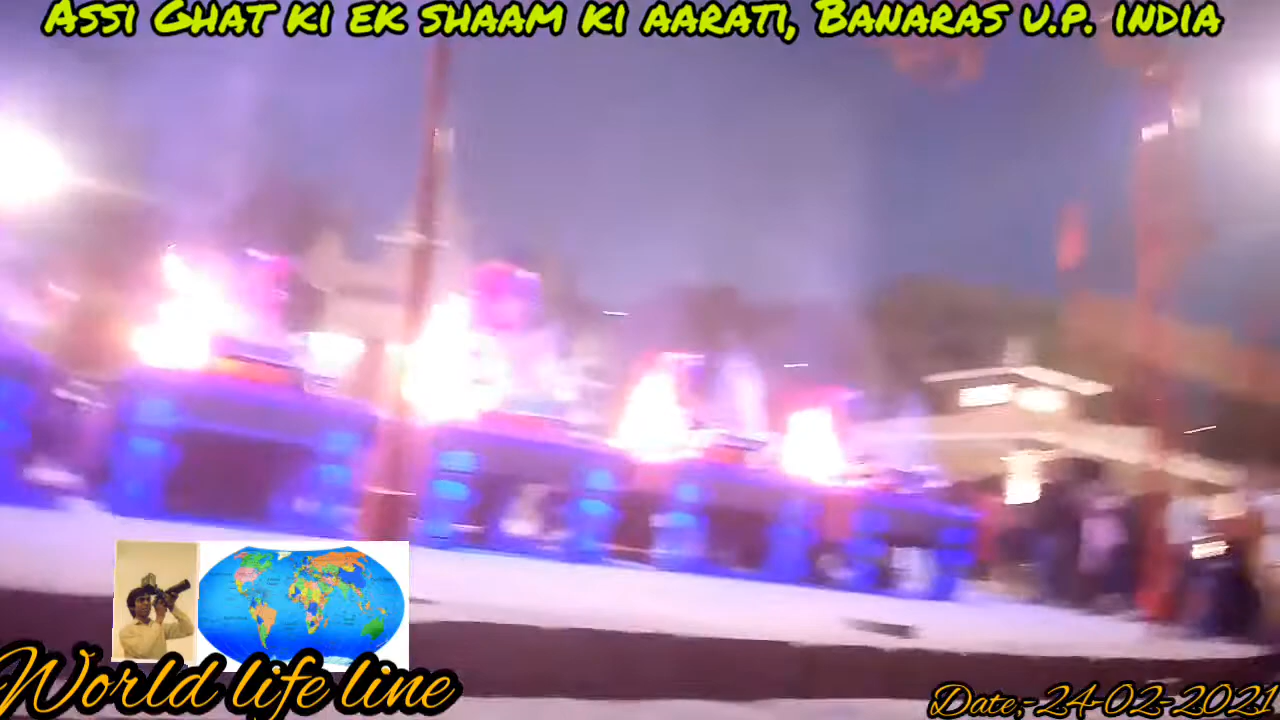 Assi Ghat ki ek shaam ki aarati, Banaras u.p. india
World life line
Date;-24-02-2021